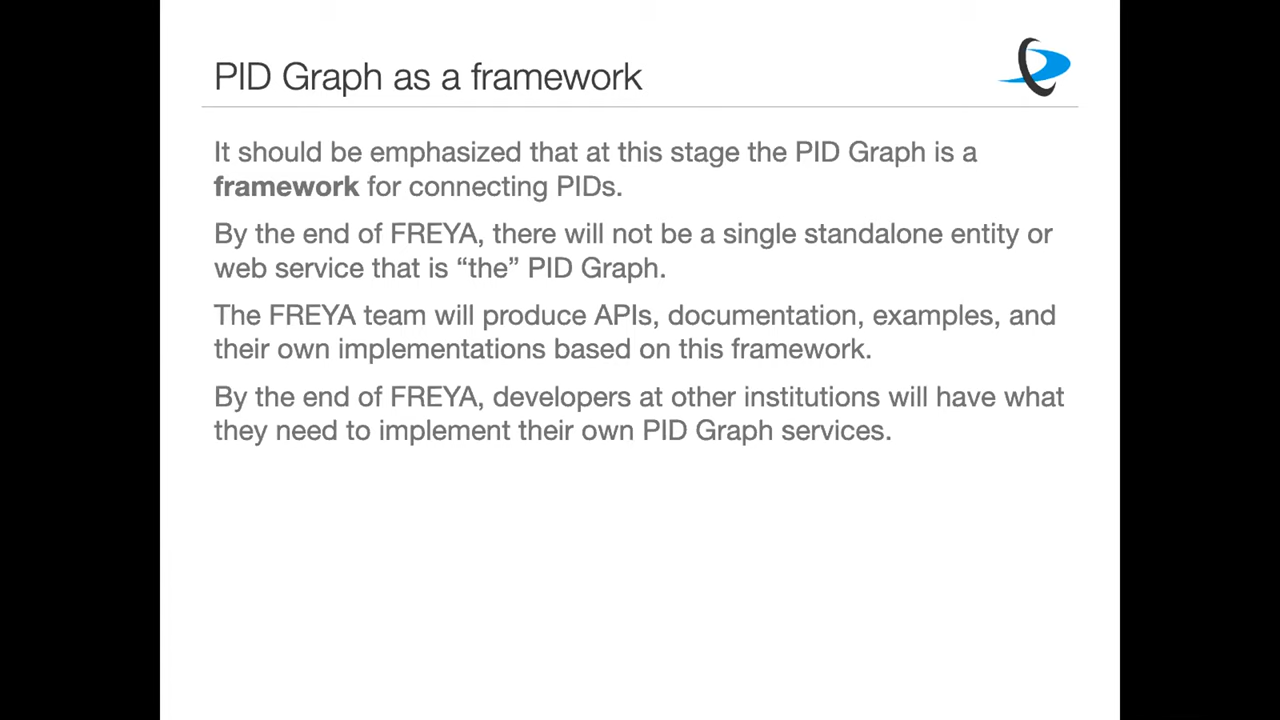 PID Graph as a framework
It should be emphasized that at this stage the PID Graph is a
framework for connecting PIDs.
By the end of FREYA, there will not be a single standalone entity or
web service that is “the” PID Graph.
The FREYA team will produce APIs, documentation, examples, and
their own implementations based on this framework.
By the end of FREYA, developers at other institutions will have what
they need to implement their own PID Graph services.